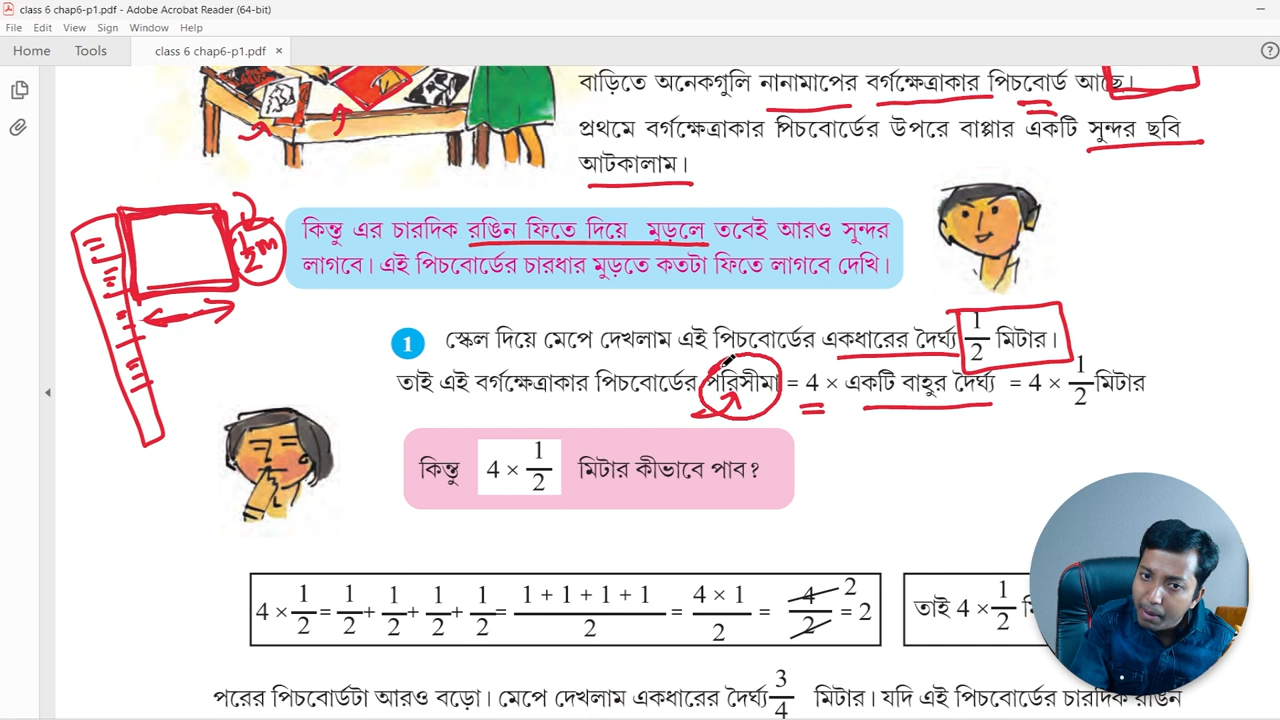 class 6 chap6-p1.pdf - Adobe Acrobat Reader (64-bit)
File Edit View Sign Window Help
Home Tools class 6 chap6-p1.pdf ×
বাড়িতে অনেকগুলি নানামাপের বর্গক্ষেত্রাকার পিচবোর্ড আছে।
প্রথমে বর্গক্ষেত্রাকার পিচবোর্ডের উপরে বাপ্পার একটি সুন্দর ছবি
আটকালাম।
1/2 m
কিন্তু এর চারদিক রঙিন ফিতে দিয়ে মুড়লে তবেই আরও সুন্দর
লাগবে। এই পিচবোর্ডের চারধার মুড়তে কতটা ফিতে লাগবে দেখি।
1 স্কেল দিয়ে মেপে দেখলাম এই পিচবোর্ডের একধারের দৈর্ঘ্য 1/2 মিটার।
তাই এই বর্গক্ষেত্রাকার পিচবোর্ডের পরিসীমা = 4 × একটি বাহুর দৈর্ঘ্য = 4 × 1/2 মিটার
কিন্তু 4 × 1/2 মিটার কীভাবে পাব?
4 × 1/2 = 1/2 + 1/2 + 1/2 + 1/2 = (1 + 1 + 1 + 1)/2 = (4 × 1)/2 = 4/2 2 = 2
তাই 4 × 1/2
পরের পিচবোর্ডটা আরও বড়ো। মেপে দেখলাম একধারের দৈর্ঘ্য 3/4 মিটার। যদি এই পিচবোর্ডের চারদিক রঙিন